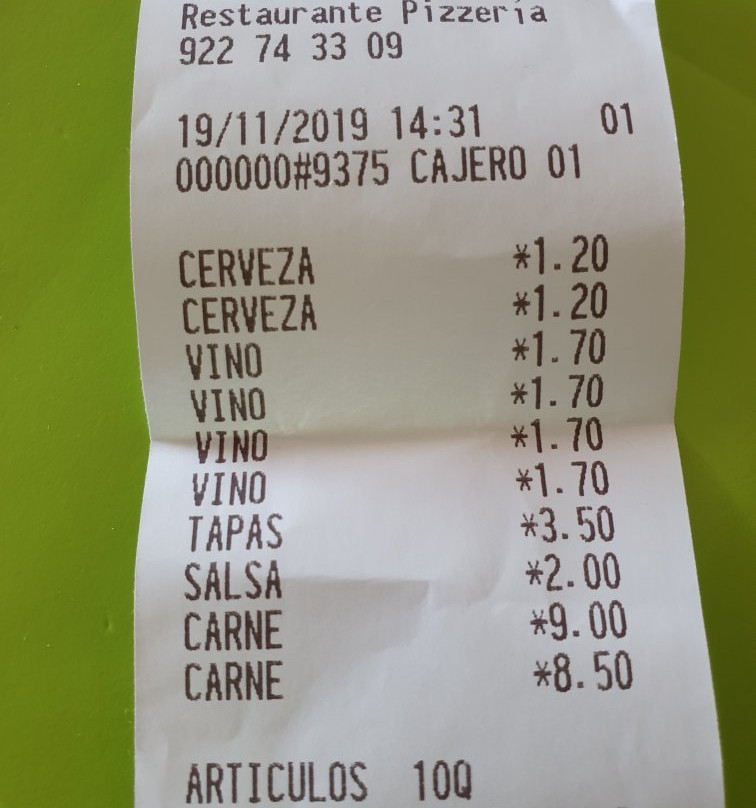 Restaurante Pizzería
922 74 33 09
19/11/2019 14:31 01
000000#9375 CAJERO 01
CERVEZA *1.20
CERVEZA *1.20
VINO *1.70
VINO *1.70
VINO *1.70
VINO *1.70
TAPAS *3.50
SALSA *2.00
CARNE *9.00
CARNE *8.50
ARTICULOS 10Q